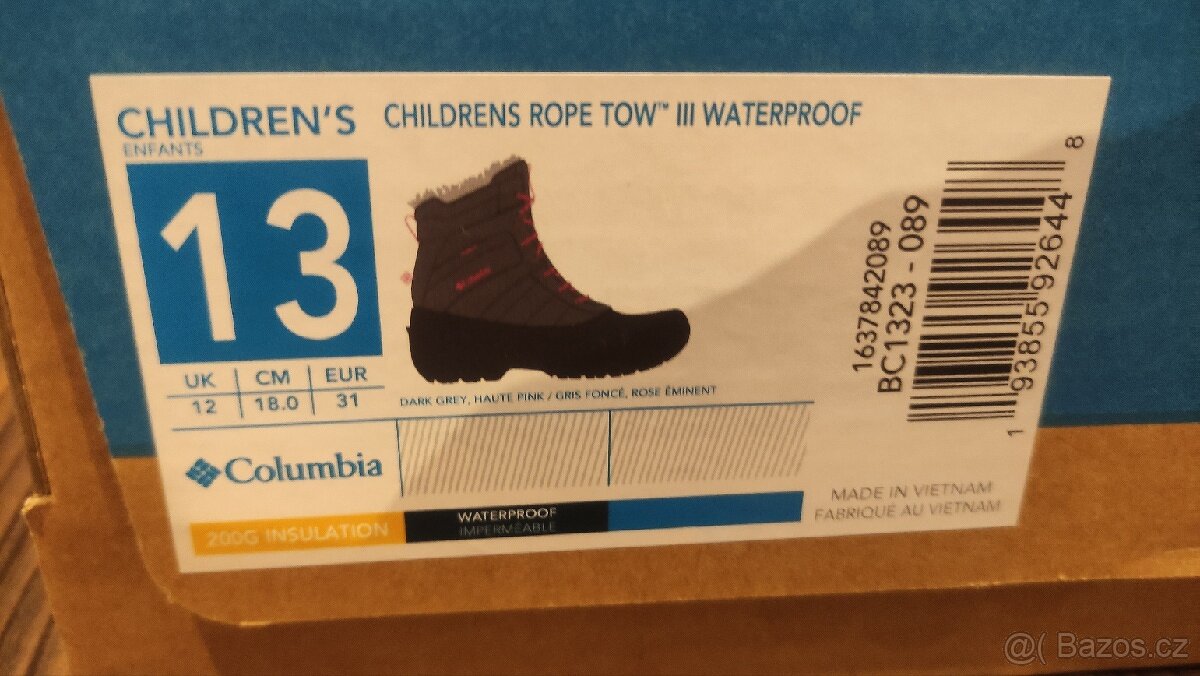 CHILDREN'S
ENFANTS
CHILDRENS ROPE TOW™ III WATERPROOF
13
UK CM EUR
12 18.0 31
Columbia
DARK GREY, HAUTE PINK / GRIS FONCÉ, ROSE ÉMINENT
Columbia
200G INSULATION
WATERPROOF
IMPERMÉABLE
1637842089
BC1323 - 089
1 93855 92644 8
MADE IN VIETNAM
FABRIQUÉ AU VIETNAM
@( Bazos.cz